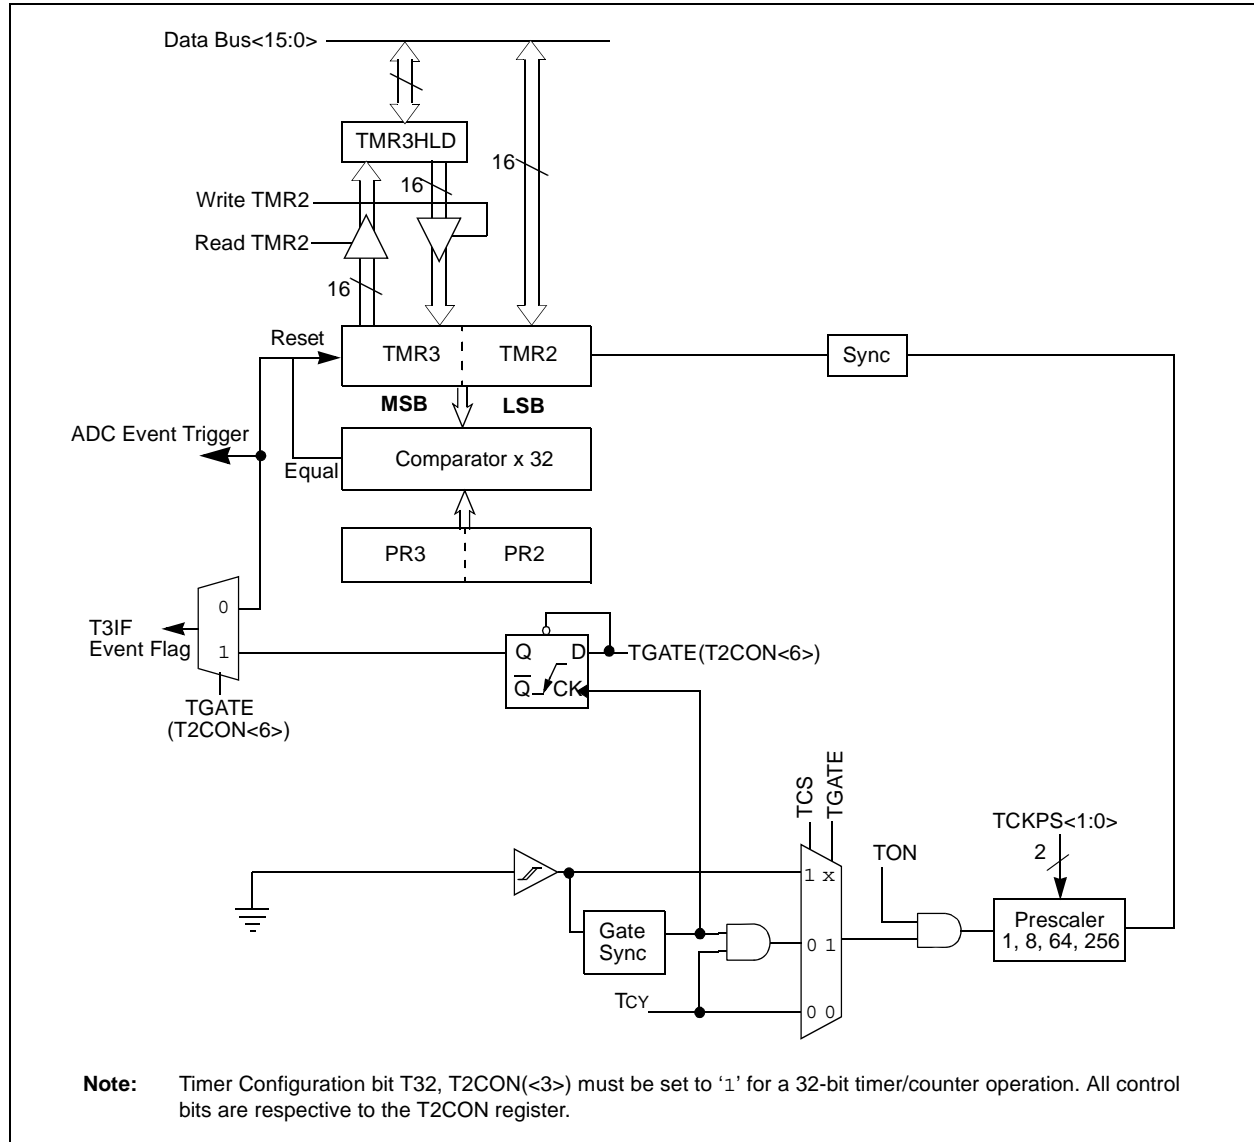 Data Bus<15:0>
TMR3HLD
16
16
Write TMR2
Read TMR2
16
Reset
TMR3
TMR2
Sync
MSB
LSB
ADC Event Trigger
Equal
Comparator x 32
PR3
PR2
0
T3IF
Event Flag
1
Q
D
TGATE(T2CON<6>)
Q
CK
TGATE
(T2CON<6>)
TCS
TGATE
TCKPS<1:0>
2
TON
1 x
Gate
Sync
0 1
Prescaler
1, 8, 64, 256
TCY
0 0
Note: Timer Configuration bit T32, T2CON(<3>) must be set to ‘1’ for a 32-bit timer/counter operation. All control
bits are respective to the T2CON register.